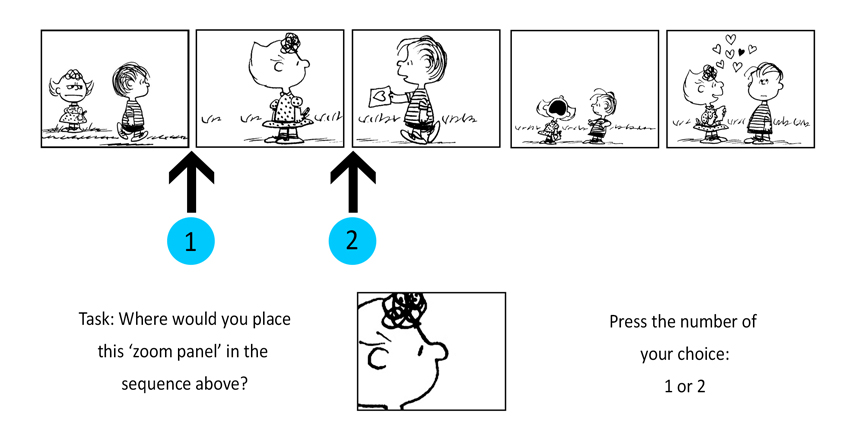 1
2
Task: Where would you place
this ‘zoom panel’ in the
sequence above?
Press the number of
your choice:
1 or 2